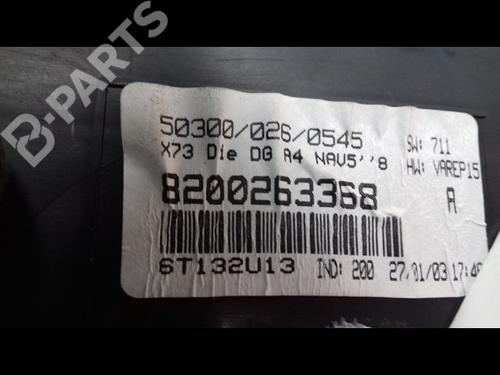 B-PARTS
50300/026/0545
SW: 711
X73 Die DG A4 NAV5''8
HW: VAREP15
8200263368
A
6T132U13
IND: 200
27/01/03 17:46